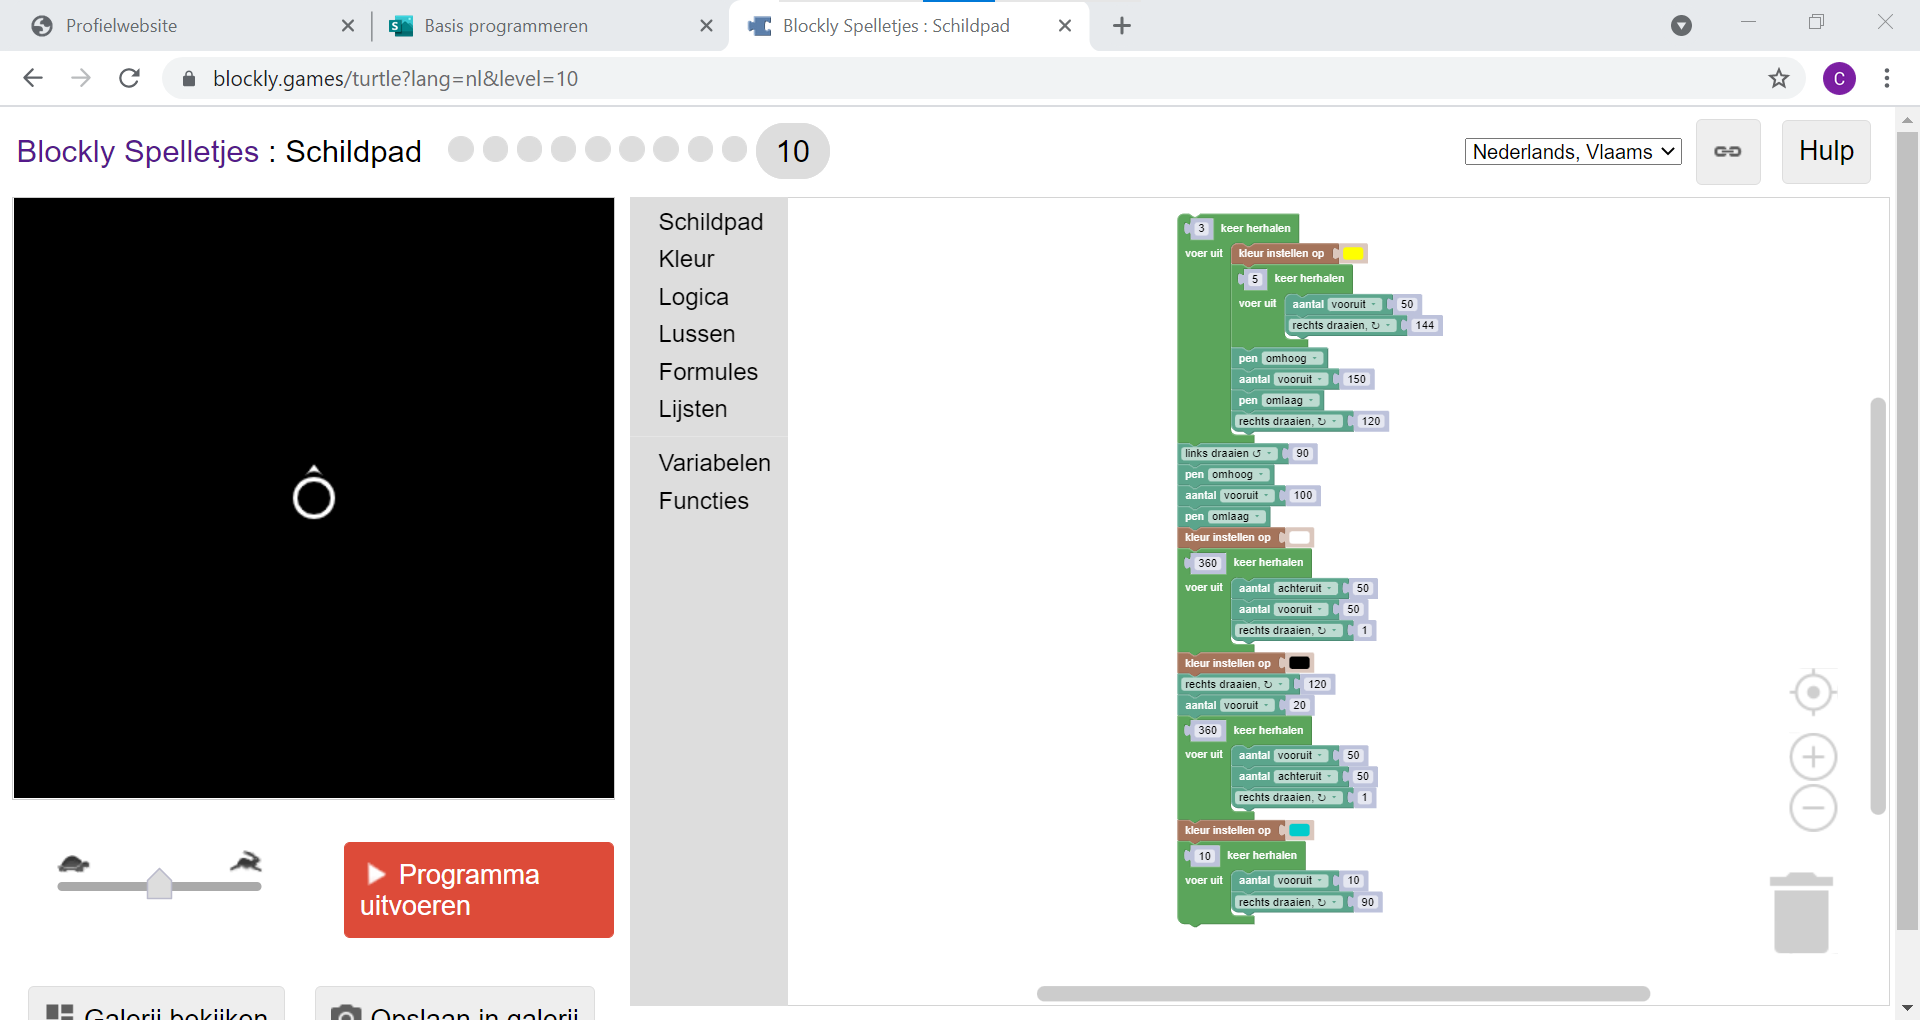 Profielwebsite
Basis programmeren
Blockly Spelletjes : Schildpad
blockly.games/turtle?lang=nl&level=10
C
Blockly Spelletjes : Schildpad
10
Nederlands, Vlaams
Hulp
Schildpad
Kleur
Logica
Lussen
Formules
Lijsten
Variabelen
Functies
3 keer herhalen
voer uit kleur instellen op
5 keer herhalen
voer uit aantal vooruit 50
rechts draaien, ↻ 144
pen omhoog
aantal vooruit 150
pen omlaag
rechts draaien, ↻ 120
links draaien ↺ 90
pen omhoog
aantal vooruit 100
pen omlaag
kleur instellen op
360 keer herhalen
voer uit aantal achteruit 50
aantal vooruit 50
rechts draaien, ↻ 1
kleur instellen op
rechts draaien, ↻ 120
aantal vooruit 20
360 keer herhalen
voer uit aantal vooruit 50
aantal achteruit 50
rechts draaien, ↻ 1
kleur instellen op
10 keer herhalen
voer uit aantal vooruit 10
rechts draaien, ↻ 90
Programma
uitvoeren
Galerij bekijken
Opslaan in galerij